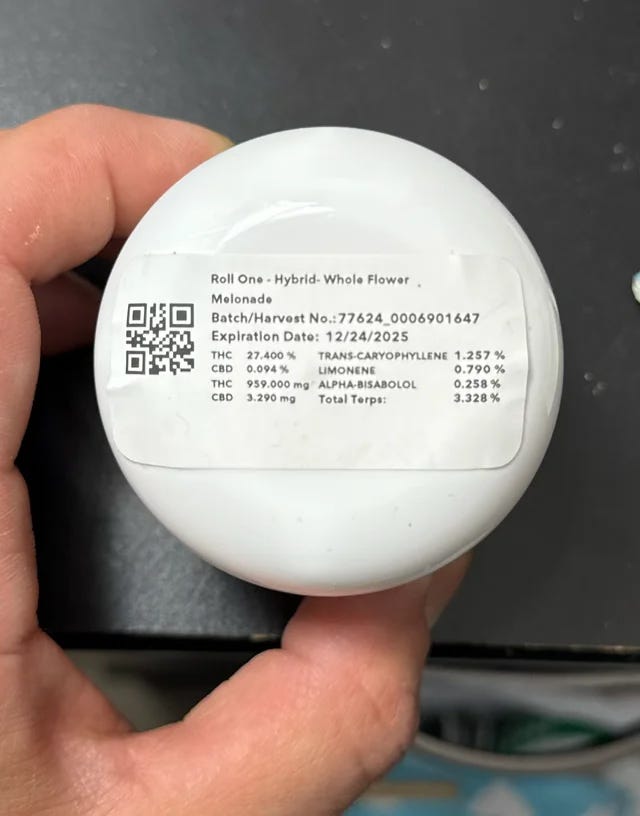 Roll One - Hybrid- Whole Flower
Melonade
Batch/Harvest No.:77624_0006901647
Expiration Date: 12/24/2025
THC 27.400 % TRANS-CARYOPHYLLENE 1.257 %
CBD 0.094 % LIMONENE 0.790 %
THC 959.000 mg ALPHA-BISABOLOL 0.258 %
CBD 3.290 mg Total Terps: 3.328 %